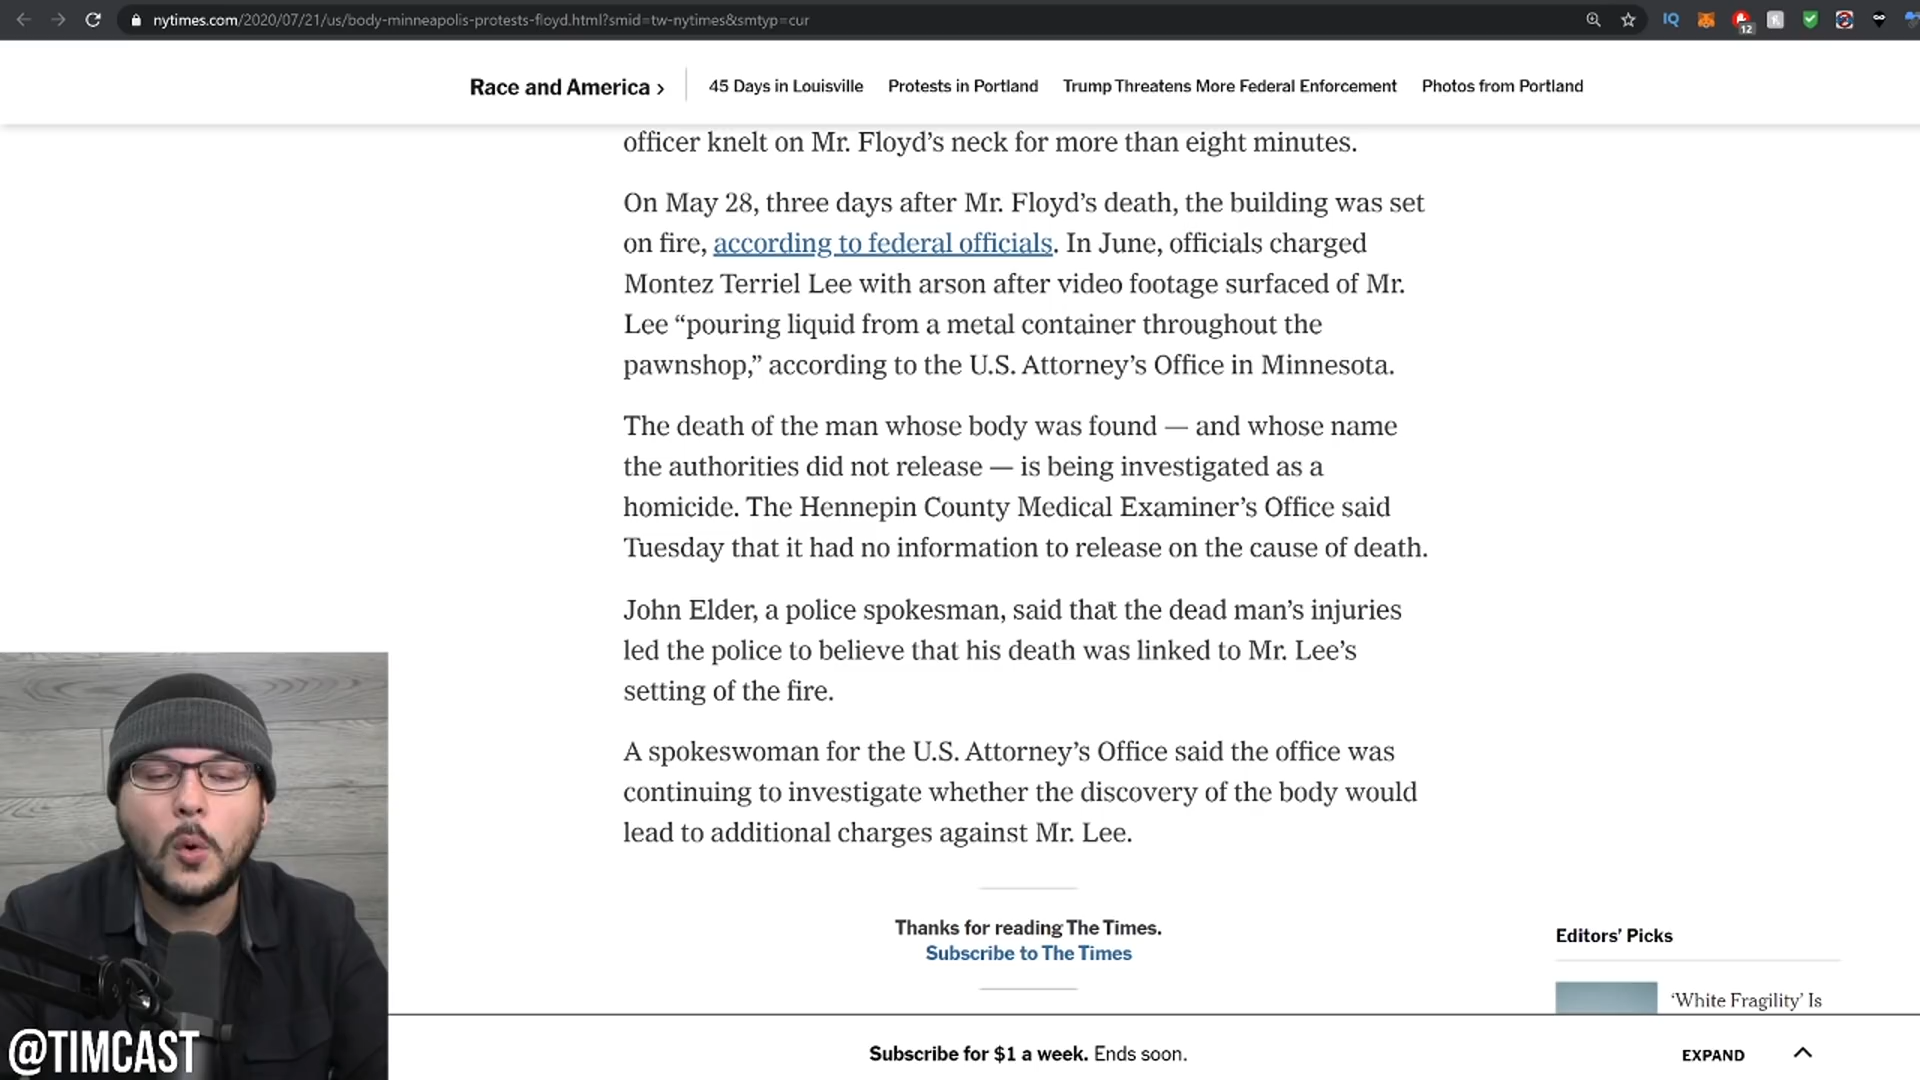 nytimes.com/2020/07/21/us/body-minneapolis-protests-floyd.html?smid=tw-nytimes&smtyp=cur
IQ
12
Race and America ›
45 Days in Louisville
Protests in Portland
Trump Threatens More Federal Enforcement
Photos from Portland
officer knelt on Mr. Floyd’s neck for more than eight minutes.
On May 28, three days after Mr. Floyd’s death, the building was set
on fire, according to federal officials. In June, officials charged
Montez Terriel Lee with arson after video footage surfaced of Mr.
Lee “pouring liquid from a metal container throughout the
pawnshop,” according to the U.S. Attorney’s Office in Minnesota.
The death of the man whose body was found — and whose name
the authorities did not release — is being investigated as a
homicide. The Hennepin County Medical Examiner’s Office said
Tuesday that it had no information to release on the cause of death.
John Elder, a police spokesman, said that the dead man’s injuries
led the police to believe that his death was linked to Mr. Lee’s
setting of the fire.
A spokeswoman for the U.S. Attorney’s Office said the office was
continuing to investigate whether the discovery of the body would
lead to additional charges against Mr. Lee.
Thanks for reading The Times.
Subscribe to The Times
Editors’ Picks
‘White Fragility’ Is
Subscribe for $1 a week. Ends soon.
EXPAND
@TIMCAST